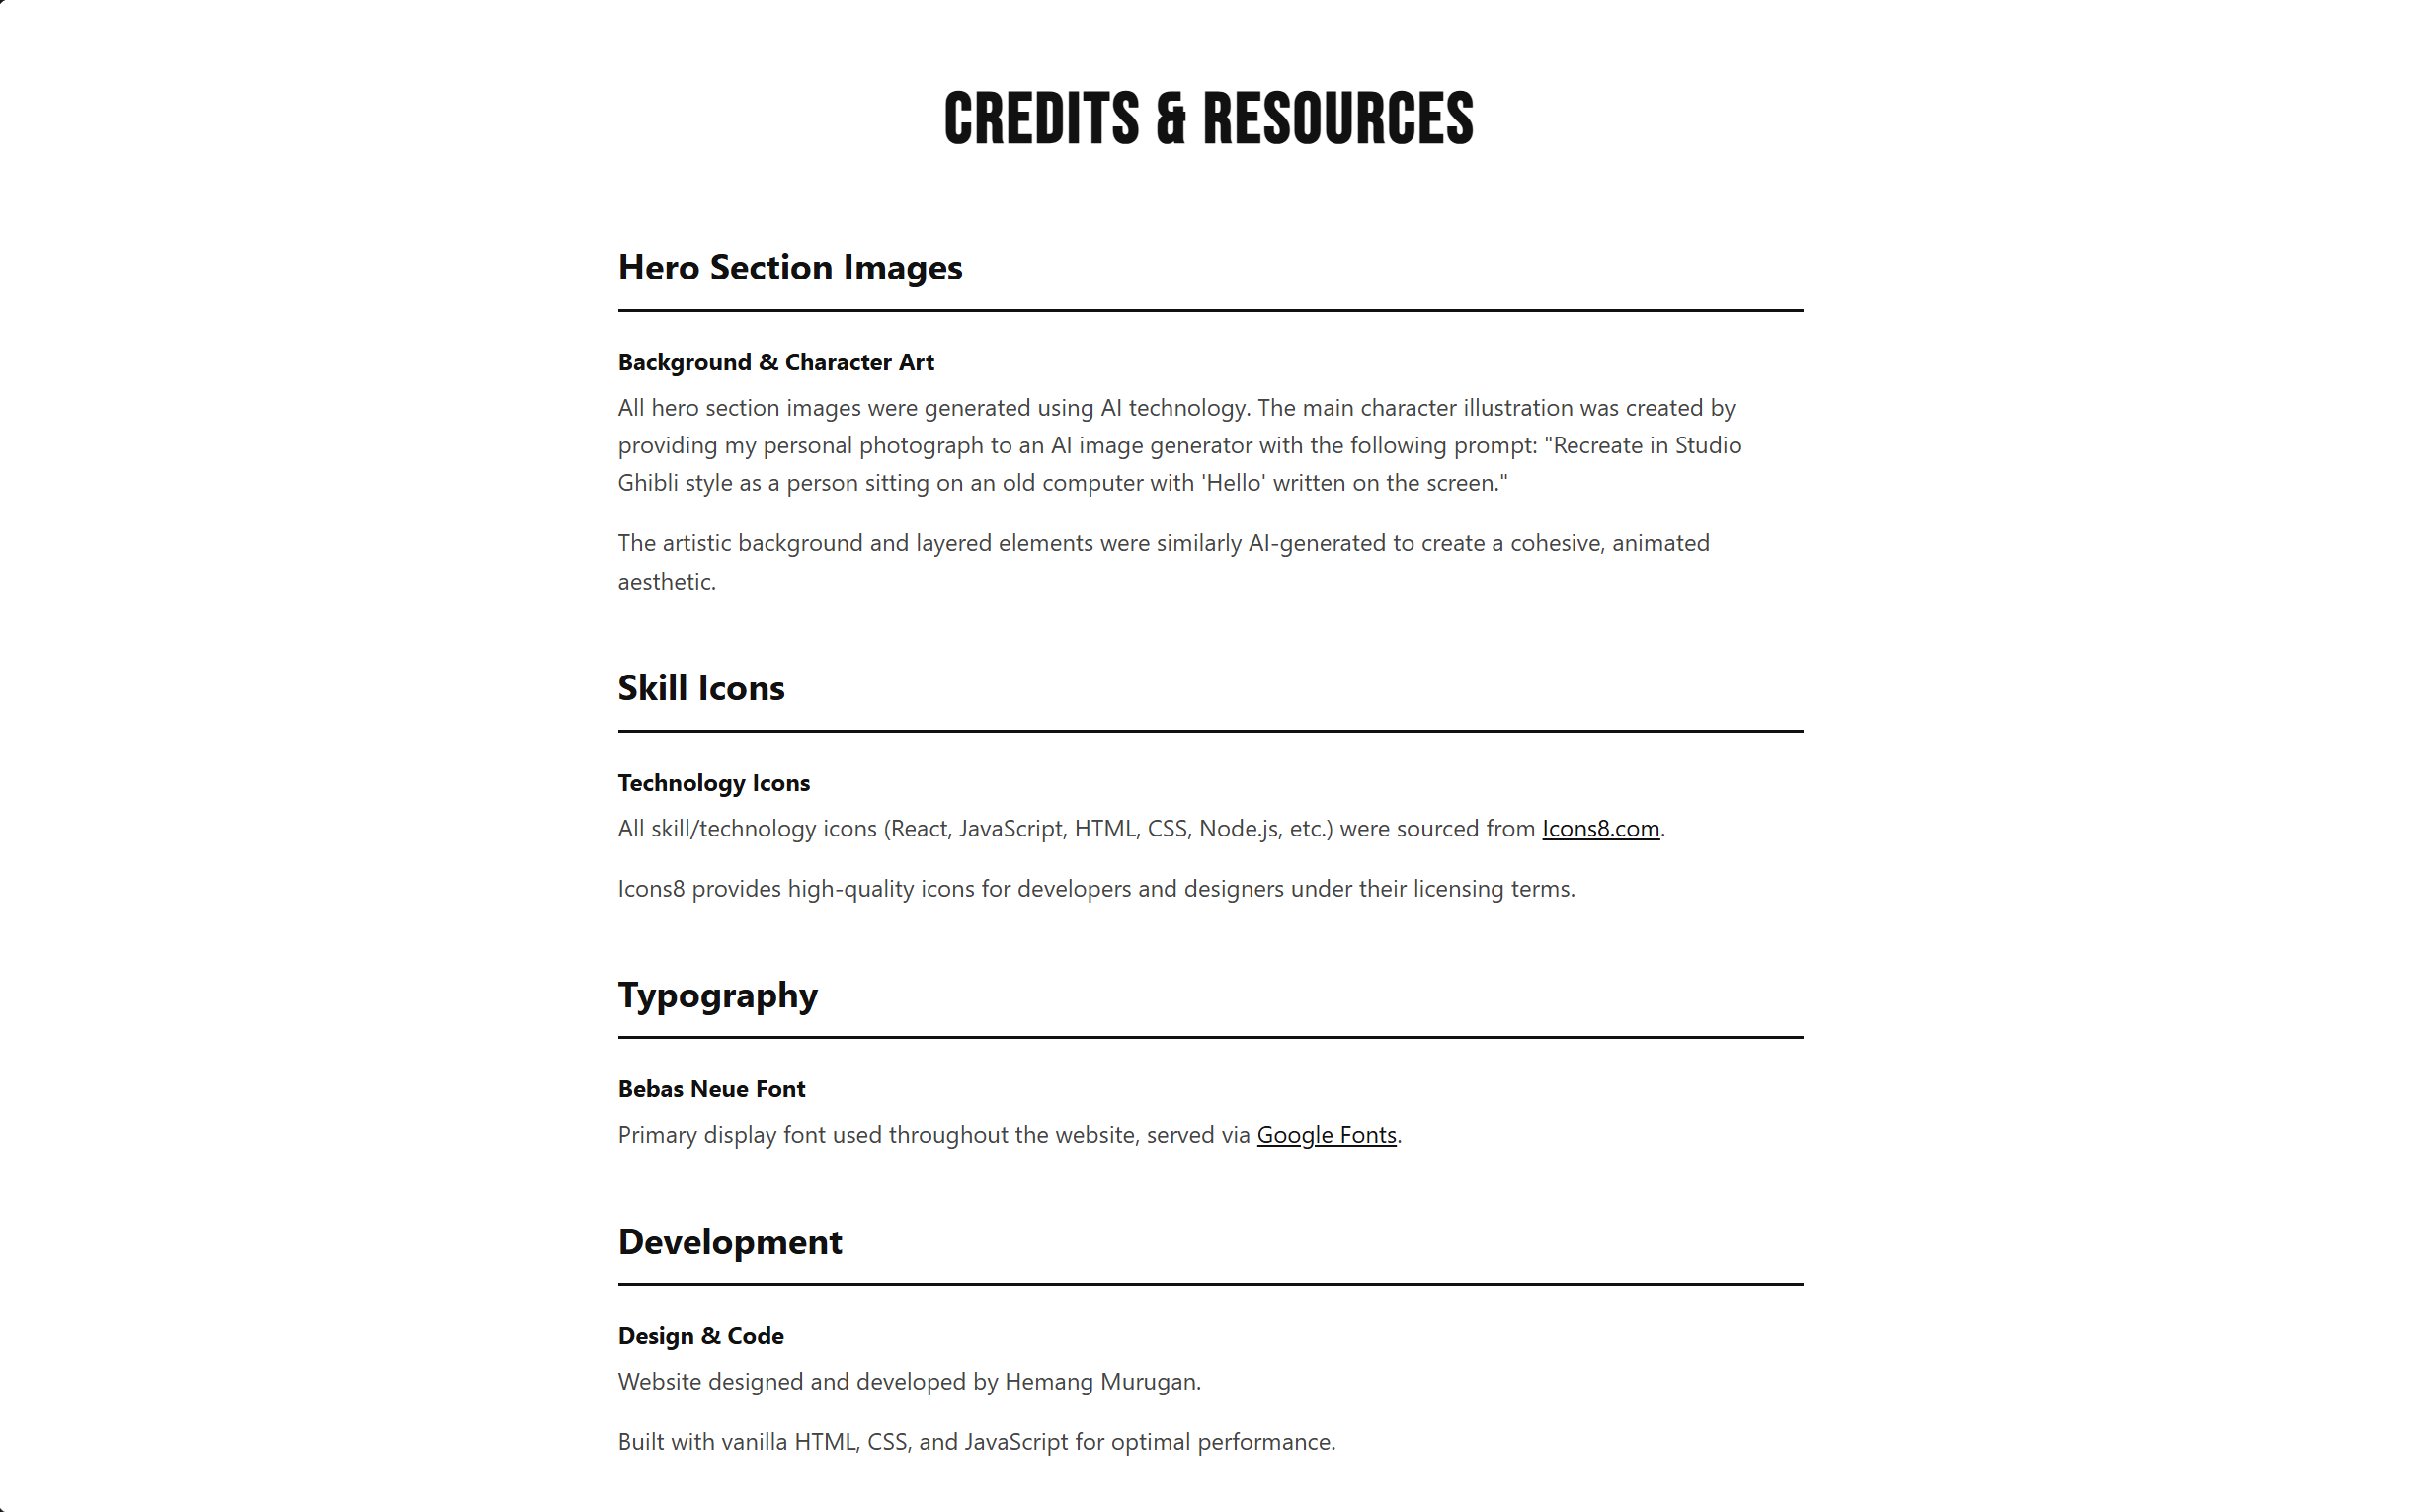 CREDITS & RESOURCES
Hero Section Images
Background & Character Art
All hero section images were generated using AI technology. The main character illustration was created by
providing my personal photograph to an AI image generator with the following prompt: "Recreate in Studio
Ghibli style as a person sitting on an old computer with 'Hello' written on the screen."
The artistic background and layered elements were similarly AI-generated to create a cohesive, animated
aesthetic.
Skill Icons
Technology Icons
All skill/technology icons (React, JavaScript, HTML, CSS, Node.js, etc.) were sourced from Icons8.com.
Icons8 provides high-quality icons for developers and designers under their licensing terms.
Typography
Bebas Neue Font
Primary display font used throughout the website, served via Google Fonts.
Development
Design & Code
Website designed and developed by Hemang Murugan.
Built with vanilla HTML, CSS, and JavaScript for optimal performance.